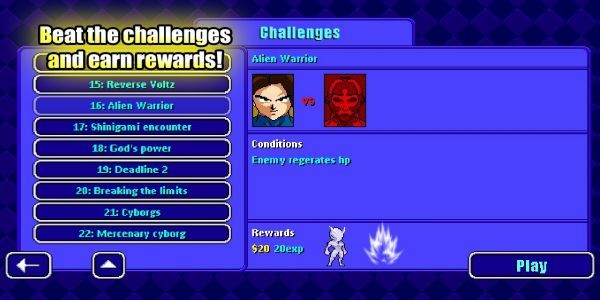 Beat the challenges
and earn rewards!
Challenges
15: Reverse Voltz
16: Alien Warrior
17: Shinigami encounter
18: God's power
19: Deadline 2
20: Breaking the limits
21: Cyborgs
22: Mercenary cyborg
Alien Warrior
VS
Conditions
Enemy regerates hp
Rewards
$20 20exp
Play